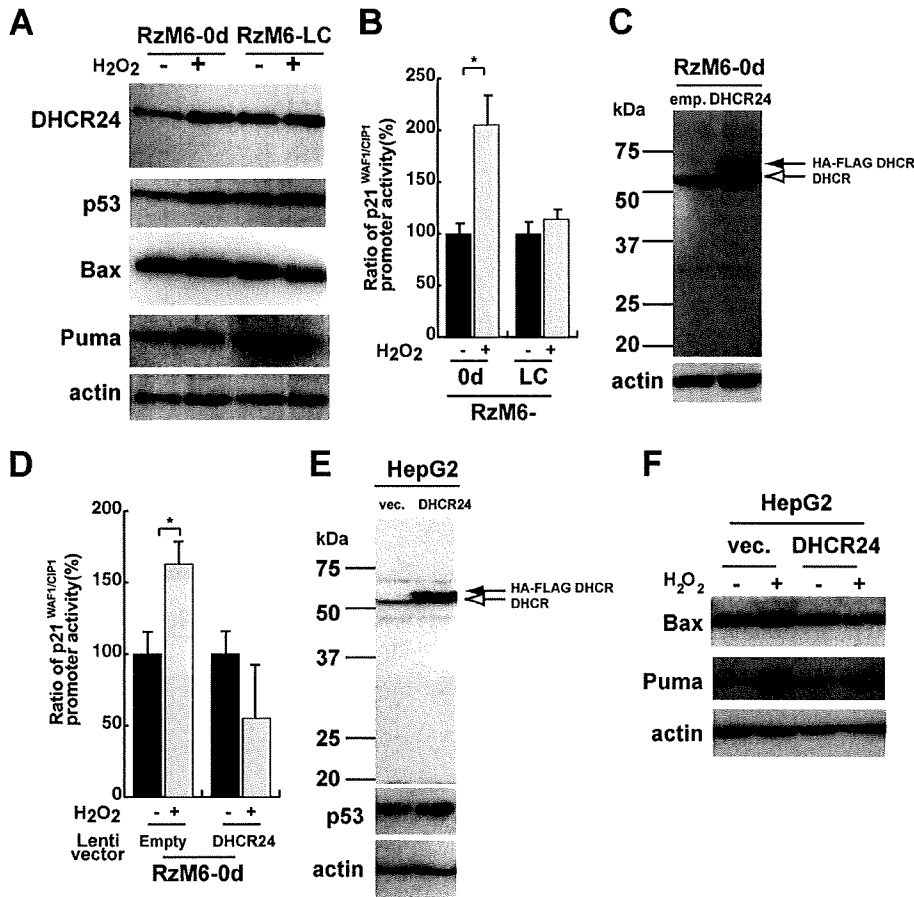 A
RzM6-0d RzM6-LC
H2O2 - + - +
DHCR24
p53
Bax
Puma
actin
B
Ratio of p21 WAF1/CIP1
promoter activity(%)
250
200
150
100
50
0
*
H2O2 - + - +
0d LC
RzM6-
C
RzM6-0d
emp. DHCR24
kDa
75
50
37
25
20
HA-FLAG DHCR
DHCR
actin
D
Ratio of p21 WAF1/CIP1
promoter activity(%)
200
150
100
50
0
*
H2O2 - + - +
Lenti
vector
Empty DHCR24
RzM6-0d
E
HepG2
vec. DHCR24
kDa
75
50
37
25
20
HA-FLAG DHCR
DHCR
p53
actin
F
HepG2
vec. DHCR24
H2O2 - + - +
Bax
Puma
actin